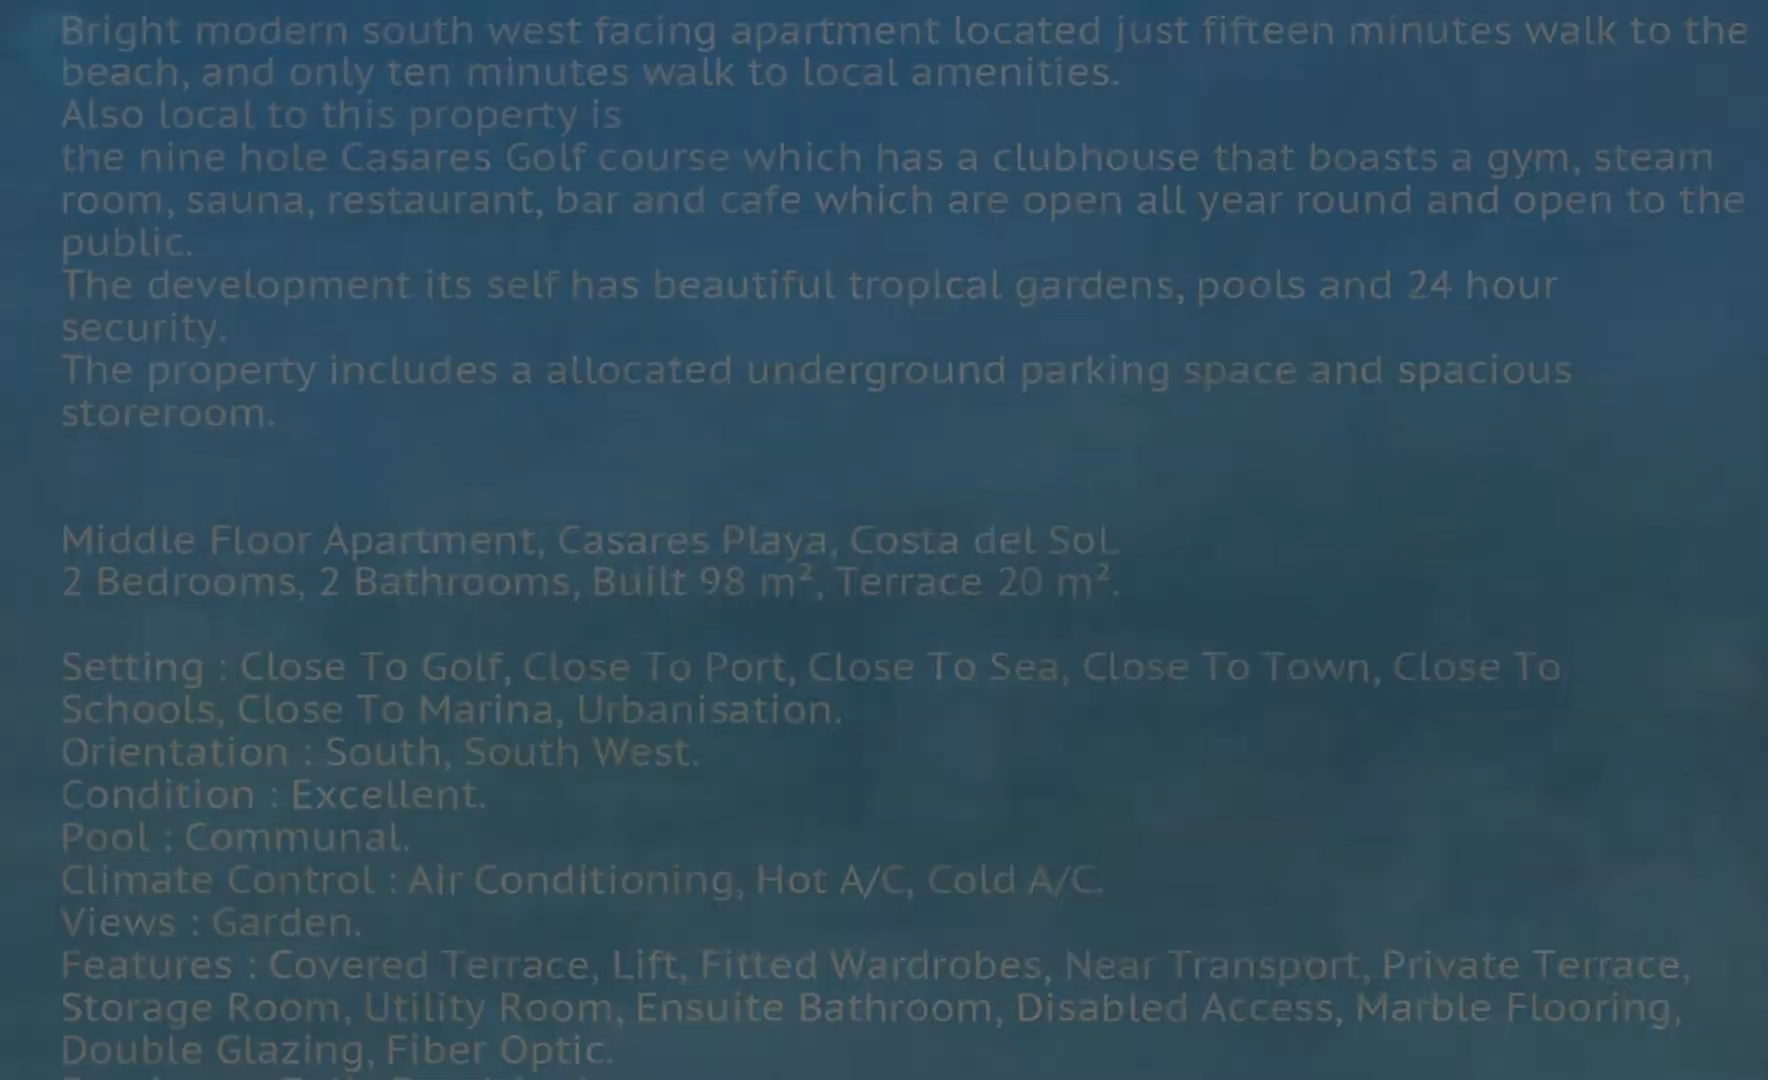 Bright modern south west facing apartment located just fifteen minutes walk to the
beach, and only ten minutes walk to local amenities.
Also local to this property is
the nine hole Casares Golf course which has a clubhouse that boasts a gym, steam
room, sauna, restaurant, bar and cafe which are open all year round and open to the
public.
The development its self has beautiful tropical gardens, pools and 24 hour
security.
The property includes a allocated underground parking space and spacious
storeroom.
Middle Floor Apartment, Casares Playa, Costa del Sol.
2 Bedrooms, 2 Bathrooms, Built 98 m², Terrace 20 m².
Setting : Close To Golf, Close To Port, Close To Sea, Close To Town, Close To
Schools, Close To Marina, Urbanisation.
Orientation : South, South West.
Condition : Excellent.
Pool : Communal.
Climate Control : Air Conditioning, Hot A/C, Cold A/C.
Views : Garden.
Features : Covered Terrace, Lift, Fitted Wardrobes, Near Transport, Private Terrace,
Storage Room, Utility Room, Ensuite Bathroom, Disabled Access, Marble Flooring,
Double Glazing, Fiber Optic.